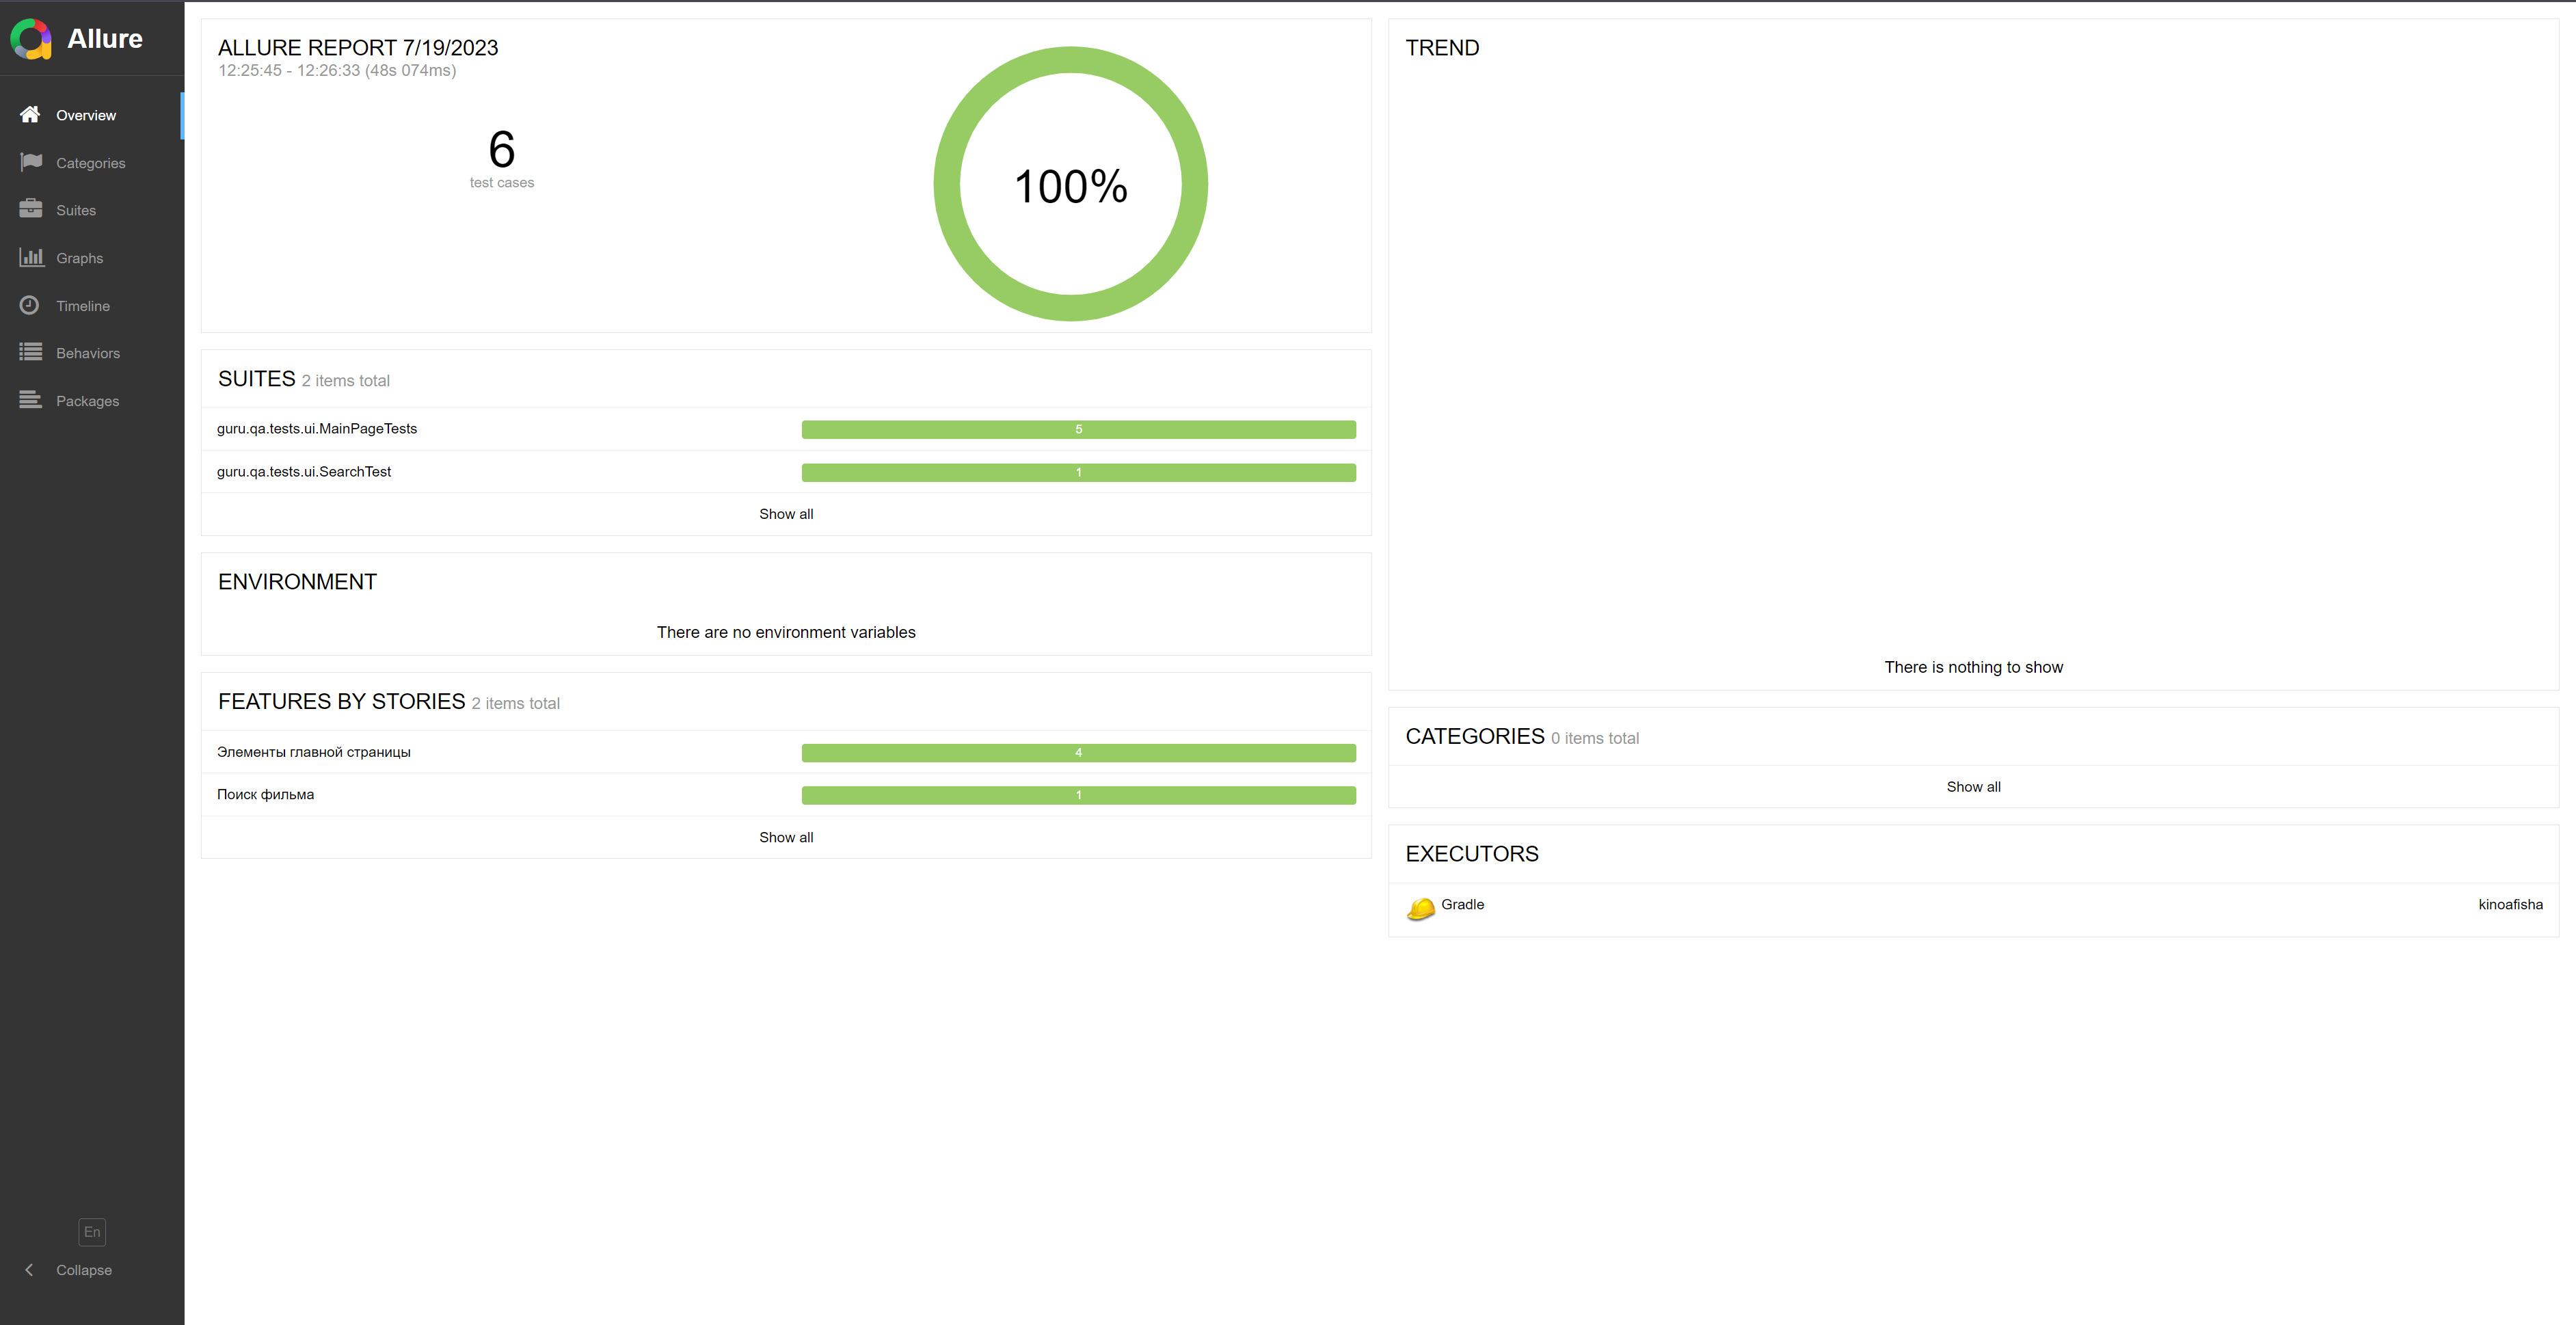 Allure
Overview
Categories
Suites
Graphs
Timeline
Behaviors
Packages
En
Collapse
ALLURE REPORT 7/19/2023
12:25:45 - 12:26:33 (48s 074ms)
6
test cases
100%
SUITES 2 items total
guru.qa.tests.ui.MainPageTests 5
guru.qa.tests.ui.SearchTest 1
Show all
ENVIRONMENT
There are no environment variables
FEATURES BY STORIES 2 items total
Элементы главной страницы 4
Поиск фильма 1
Show all
TREND
There is nothing to show
CATEGORIES 0 items total
Show all
EXECUTORS
Gradle kinoafisha